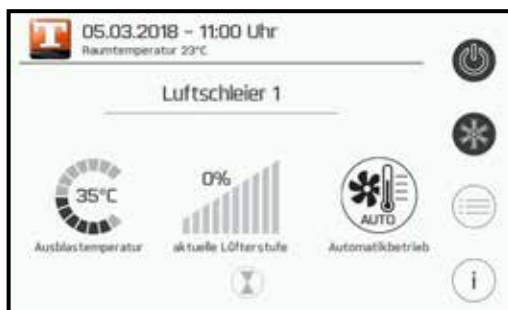 T
05.03.2018 - 11:00 Uhr
Raumtemperatur 23°C
Luftschleier 1
35°C
0%
AUTO
Ausblastemperatur
aktuelle Lüfterstufe
Automatikbetrieb
i